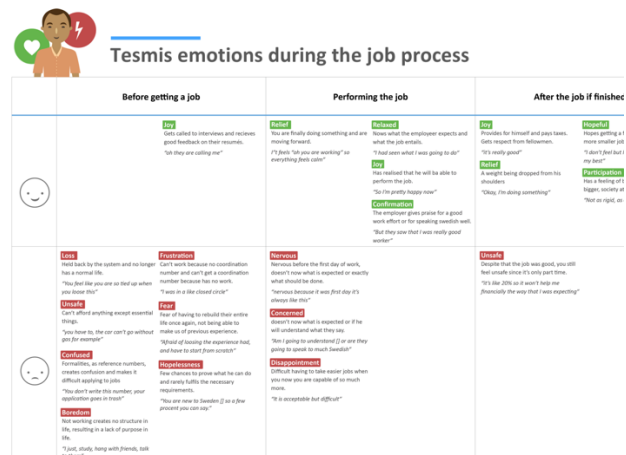 Tesmis emotions during the job process
Before getting a job
Performing the job
After the job if finished
Joy
Gets called to interviews and recieves
good feedback on their resumés.
"oh they are calling me"
Relief
You are finally doing something and are
moving forward.
I"t feels "oh you are working" so
everything feels calm"
Relaxed
Nows what the employeer expects and
what the job entails.
"I had seen what I was going to do"
Joy
Has realised that he will ba able to
perform the job.
"So I'm pretty happy now"
Confirmation
The employer gives praise for a good
work effort or for speaking swedish well.
"But they saw that I was really good
worker"
Joy
Provides for himself and pays taxes.
Gets respect from fellowmen.
"It's really good"
Relief
A weight being dropped from his
shoulders
"Okay, I'm doing something"
Hopeful
Hopes getting a
more smaller job
"I don't feel but I
my best"
Participation
Has a feeling of
bigger, society at
"Not as rigid, as
Loss
Held back by the system and no longer
has a normal life.
"You feel like you are so tied up when
you loose this"
Unsafe
Can't afford anything except essential
things.
"you have to, the car can't go without
gas for example"
Confused
Formalities, as reference numbers,
creates confusion and makes it
difficult applying to jobs
"You don't write this number, your
application goes in trash"
Boredom
Not working creates no structure in
life, resulting in a lack of purpose in
life.
"I just, study, hang with friends, talk
Frustration
Can't work because no coordination
number and can't get a coordination
number because has no work.
"I was in a like closed circle"
Fear
Fear of having to rebuild their entire
life once again, not being able to
make us of previous experience.
"Afraid of loosing the experience had,
and have to start from scratch"
Hopelessness
Few chances to prove what he can do
and rarely fulfils the necessary
requirements.
"You are new to Sweden [] so a few
procent you can say."
Nervous
Nervous before the first day of work,
doesn't now what is expected or exactly
what should be done.
"nervous because it was first day it's
always like this"
Concerned
doesn't now what is expected or if he
will understand what they say.
"Am I going to understand [] or are they
going to speak to much Swedish"
Disappointment
Difficult having to take easier jobs when
you now you are capable of so much
more.
"It is acceptable but difficult"
Unsafe
Despite that the job was good, you still
feel unsafe since it's only part time.
"It's like 20% so it won't help me
financially the way that I was expecting"